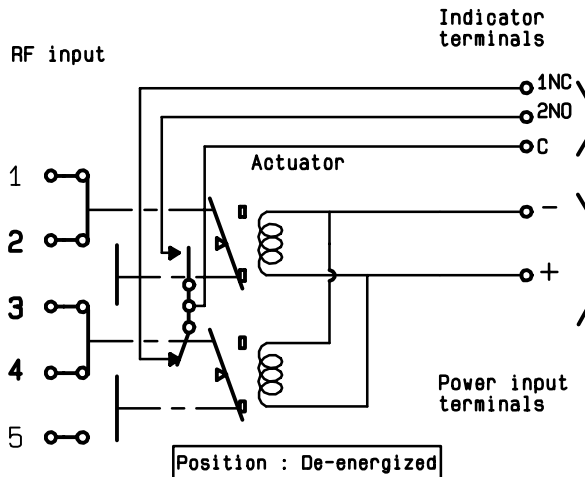 Indicator
terminals
RF input
1NC
2NO
C
Actuator
1
2
3
4
5
-
+
Power input
terminals
Position : De-energized